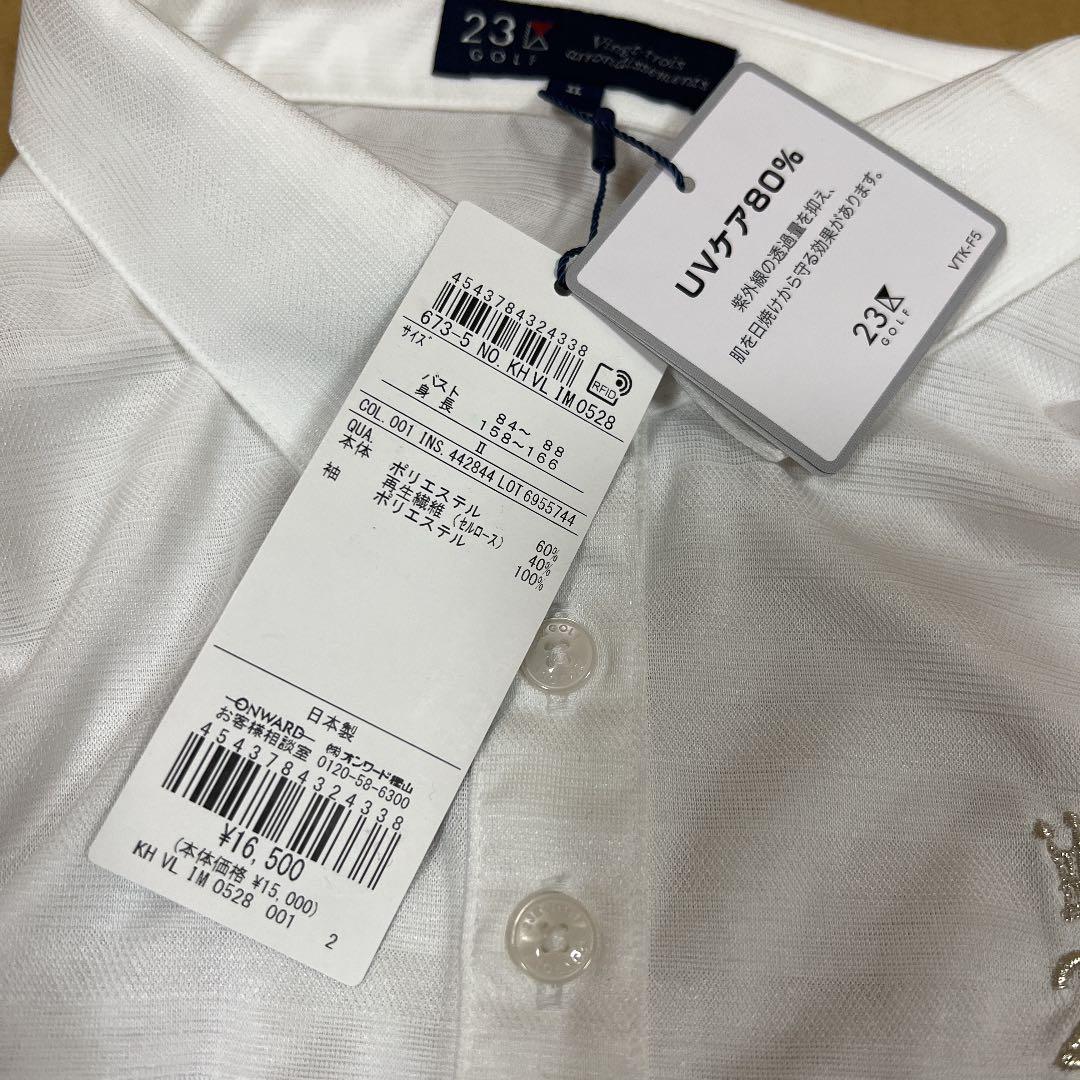 23区
GOLF
Vingt-trois
arrondissements
II
UVケア80%
紫外線の透過量を抑え、
肌を日焼けから守る効果があります。
23区
GOLF
VTK-F5
4543784324338
673-5 NO. KH VL IM 0528
RFID
サイズ
バスト 84～ 88
身長 158～166
II
COL. 001 INS. 442844 LOT 6955744
QUA.
本体 ポリエステル 60%
再生繊維(セルロース) 40%
袖 ポリエステル 100%
日本製
ONWARD ㈱オンワード樫山
お客様相談室 0120-58-6300
4543784324338
¥16,500
(本体価格 ¥15,000)
KH VL IM 0528 001 2